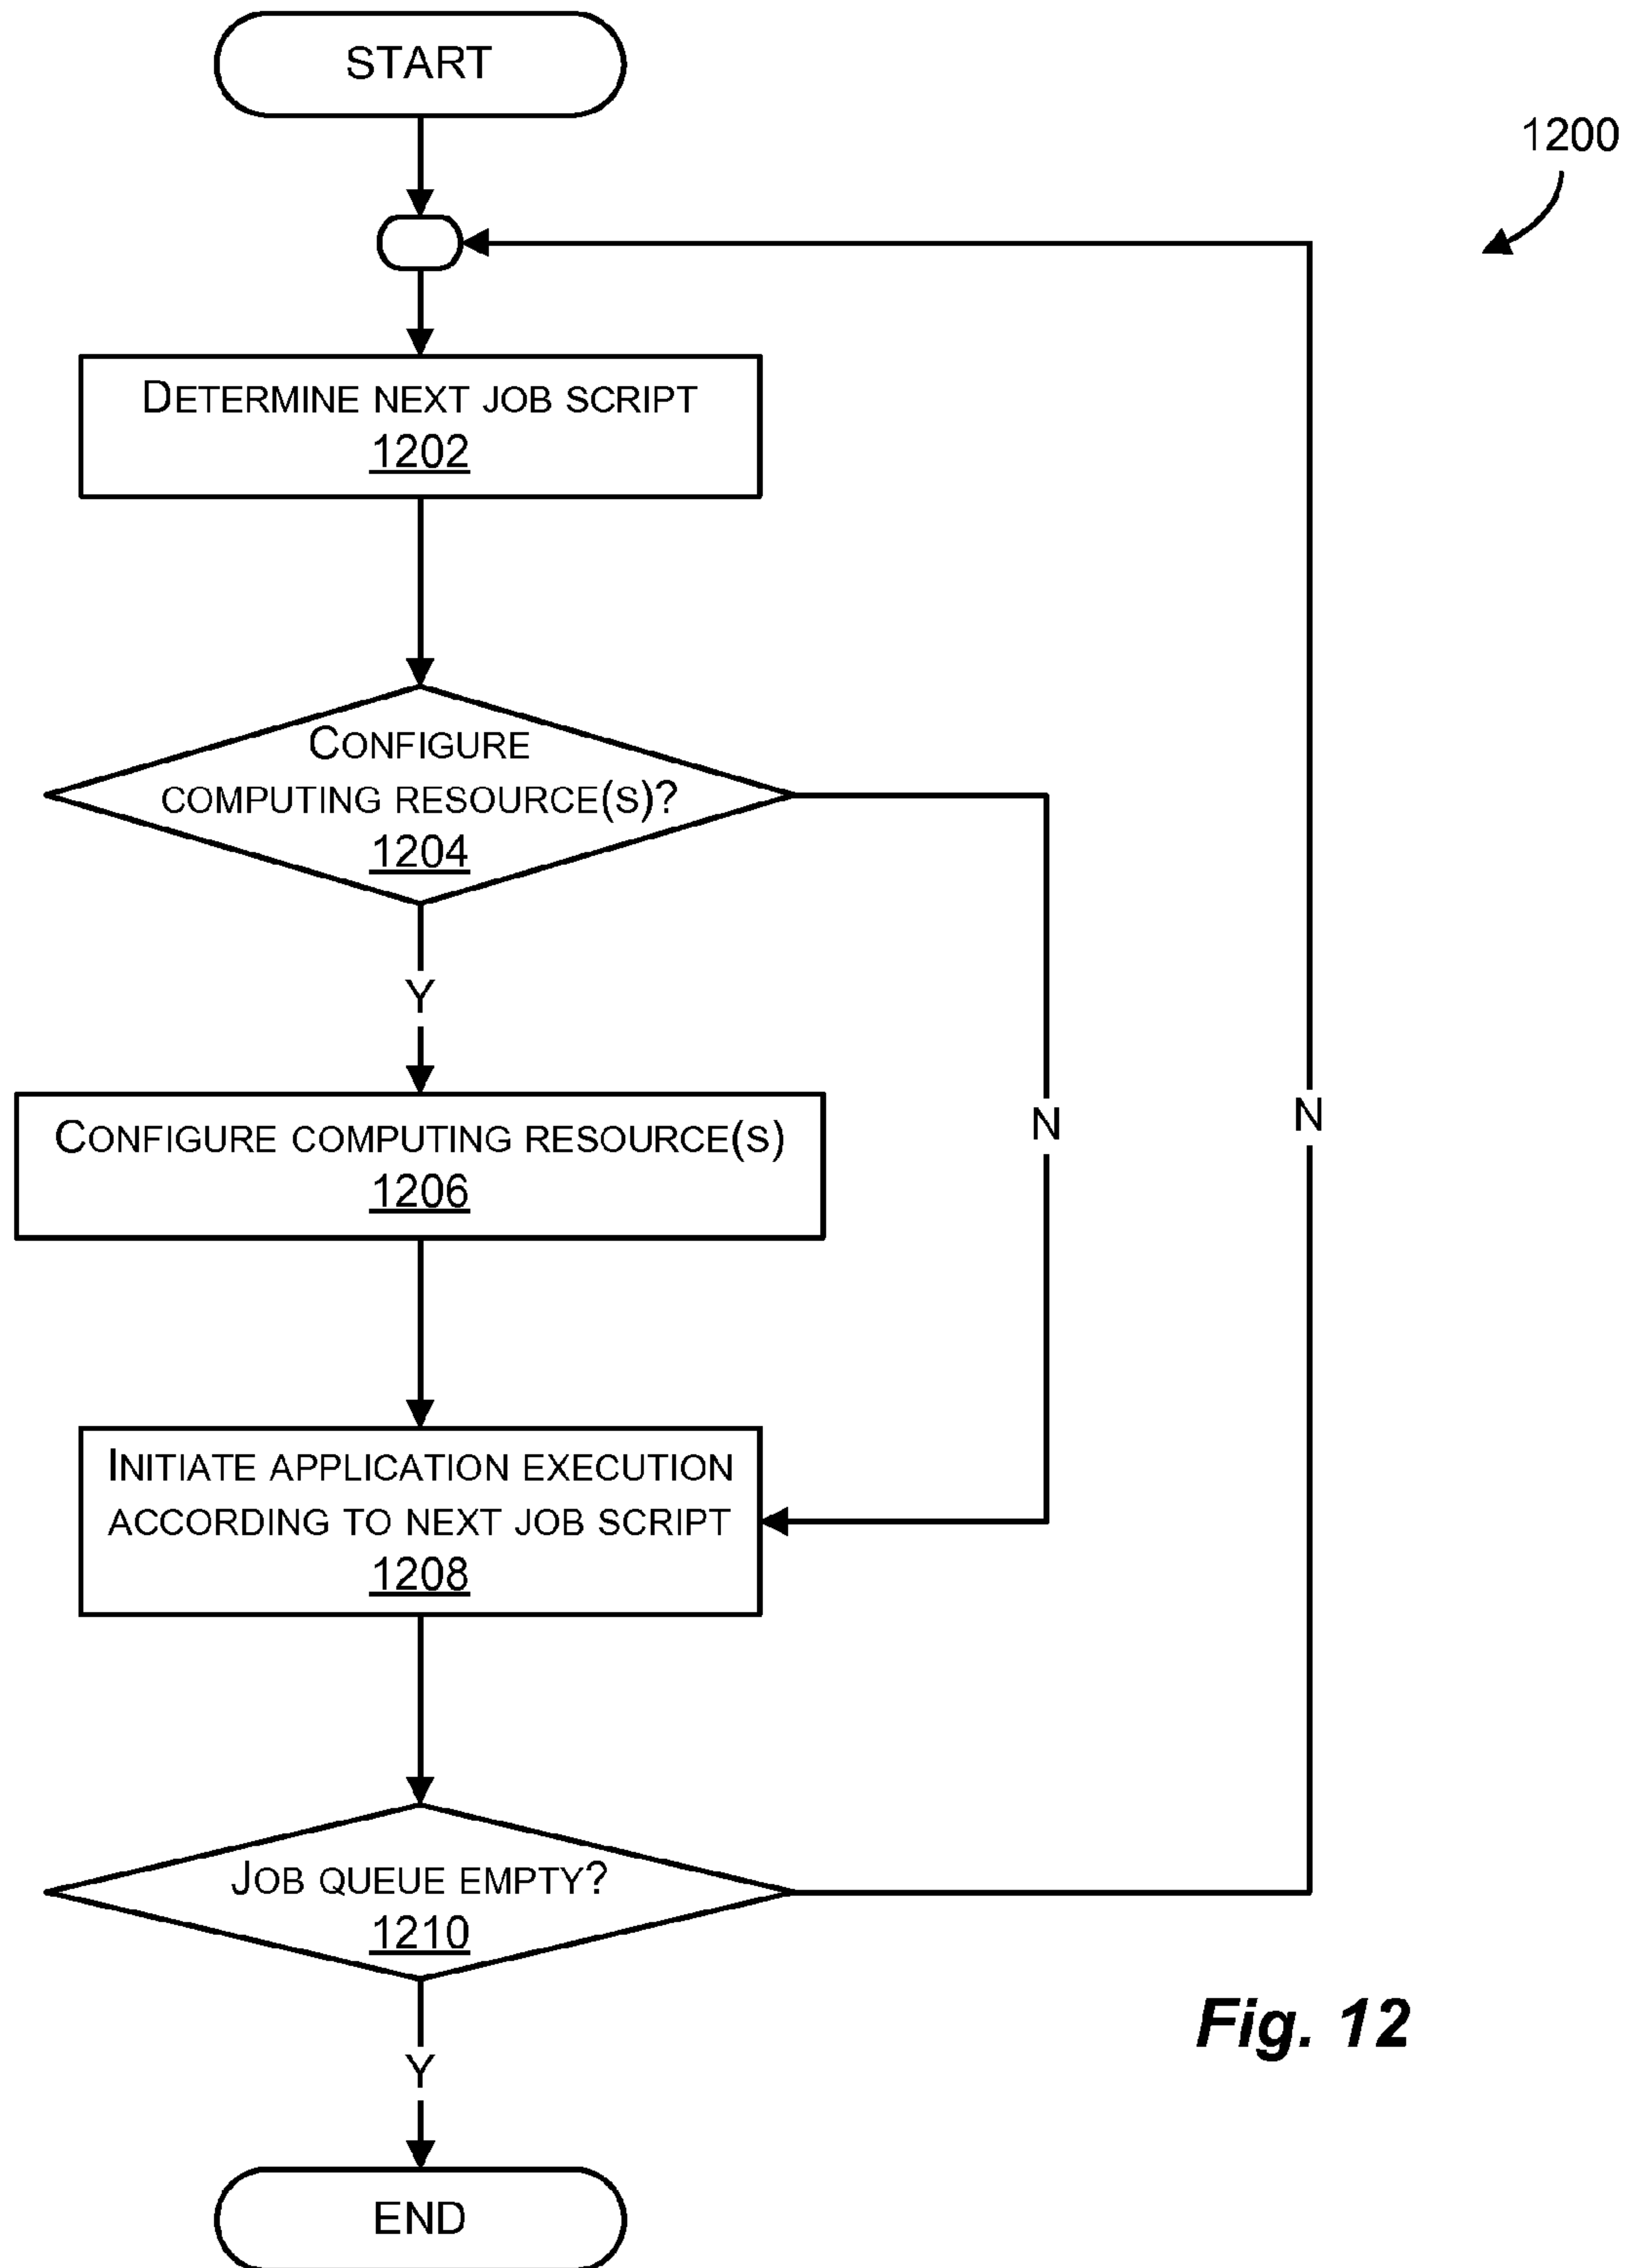 START
1200
DETERMINE NEXT JOB SCRIPT
1202
CONFIGURE
COMPUTING RESOURCE(S)?
1204
Y
CONFIGURE COMPUTING RESOURCE(S)
1206
N
N
INITIATE APPLICATION EXECUTION
ACCORDING TO NEXT JOB SCRIPT
1208
JOB QUEUE EMPTY?
1210
Fig. 12
Y
END